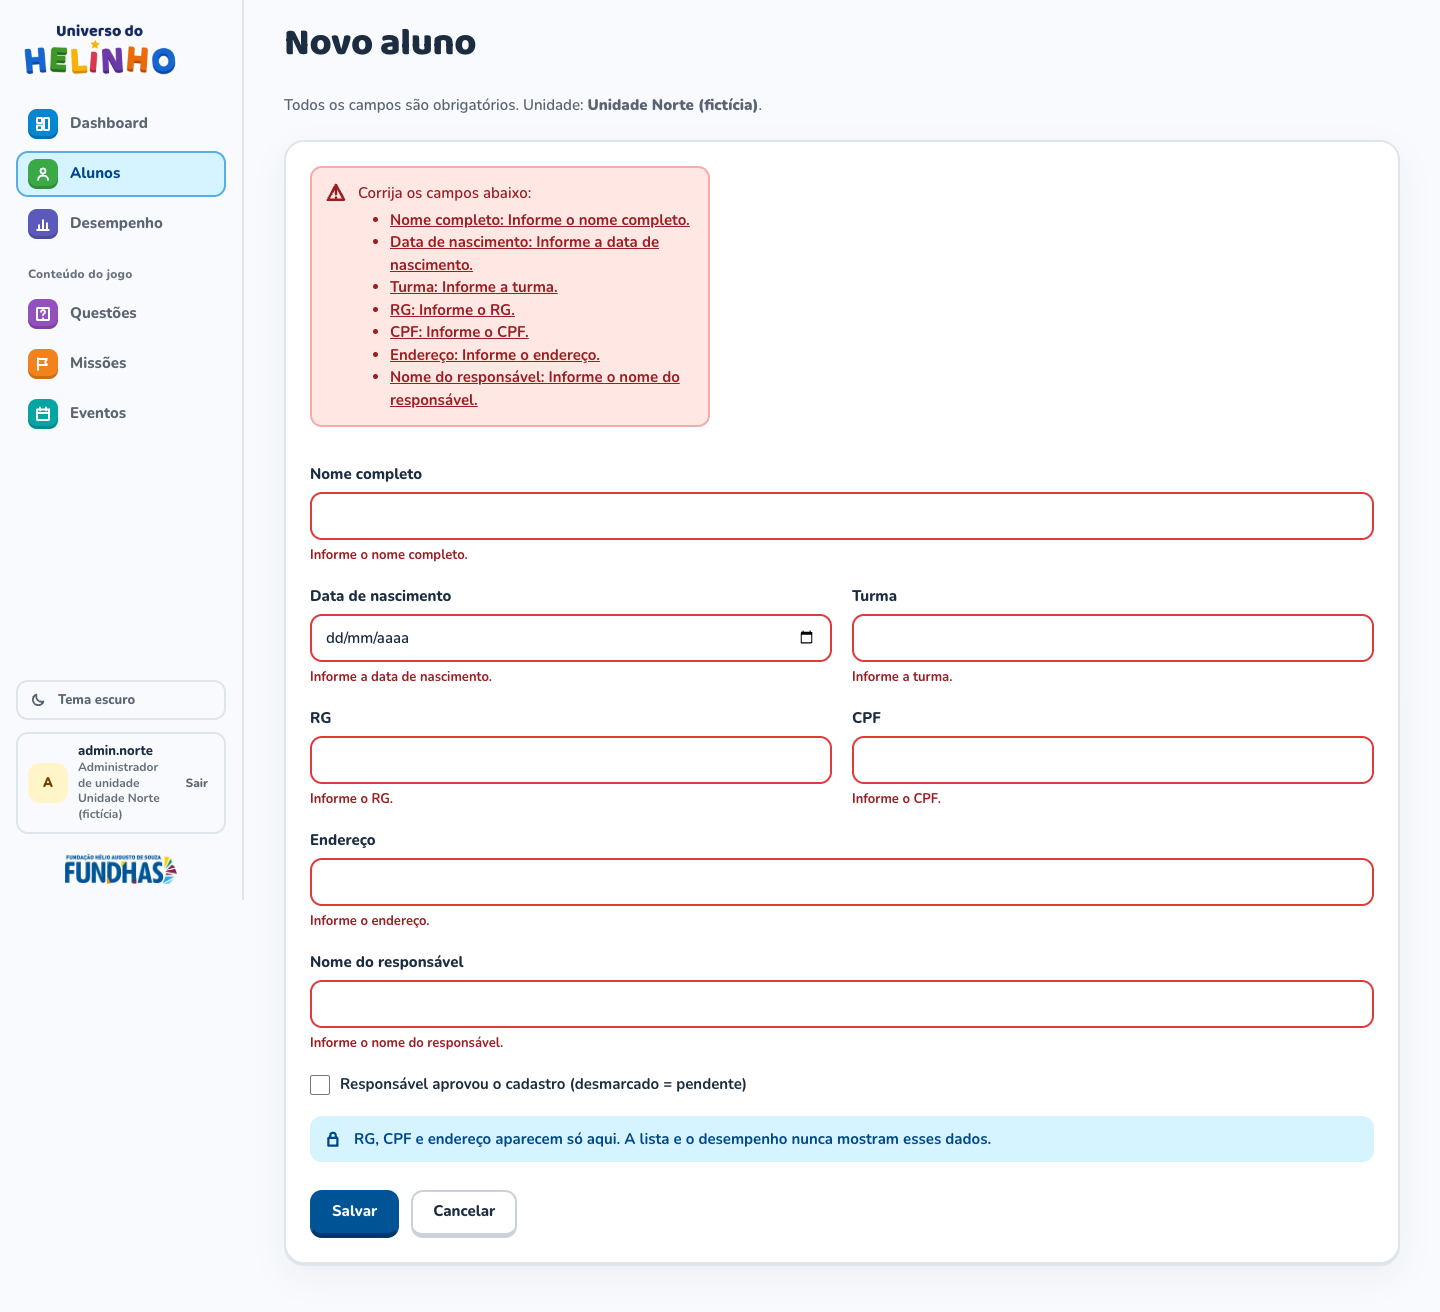 Universo do
HELiNHO
Dashboard
Alunos
Desempenho
Conteúdo do jogo
Questões
Missões
Eventos
Tema escuro
A
admin.norte
Administrador
de unidade
Unidade Norte
(fictícia)
Sair
FUNDAÇÃO HÉLIO AUGUSTO DE SOUZA
FUNDHAS
Novo aluno
Todos os campos são obrigatórios. Unidade: Unidade Norte (fictícia).
Corrija os campos abaixo:
• Nome completo: Informe o nome completo.
• Data de nascimento: Informe a data de
nascimento.
• Turma: Informe a turma.
• RG: Informe o RG.
• CPF: Informe o CPF.
• Endereço: Informe o endereço.
• Nome do responsável: Informe o nome do
responsável.
Nome completo
Informe o nome completo.
Data de nascimento
dd/mm/aaaa
Informe a data de nascimento.
Turma
Informe a turma.
RG
Informe o RG.
CPF
Informe o CPF.
Endereço
Informe o endereço.
Nome do responsável
Informe o nome do responsável.
Responsável aprovou o cadastro (desmarcado = pendente)
RG, CPF e endereço aparecem só aqui. A lista e o desempenho nunca mostram esses dados.
Salvar
Cancelar